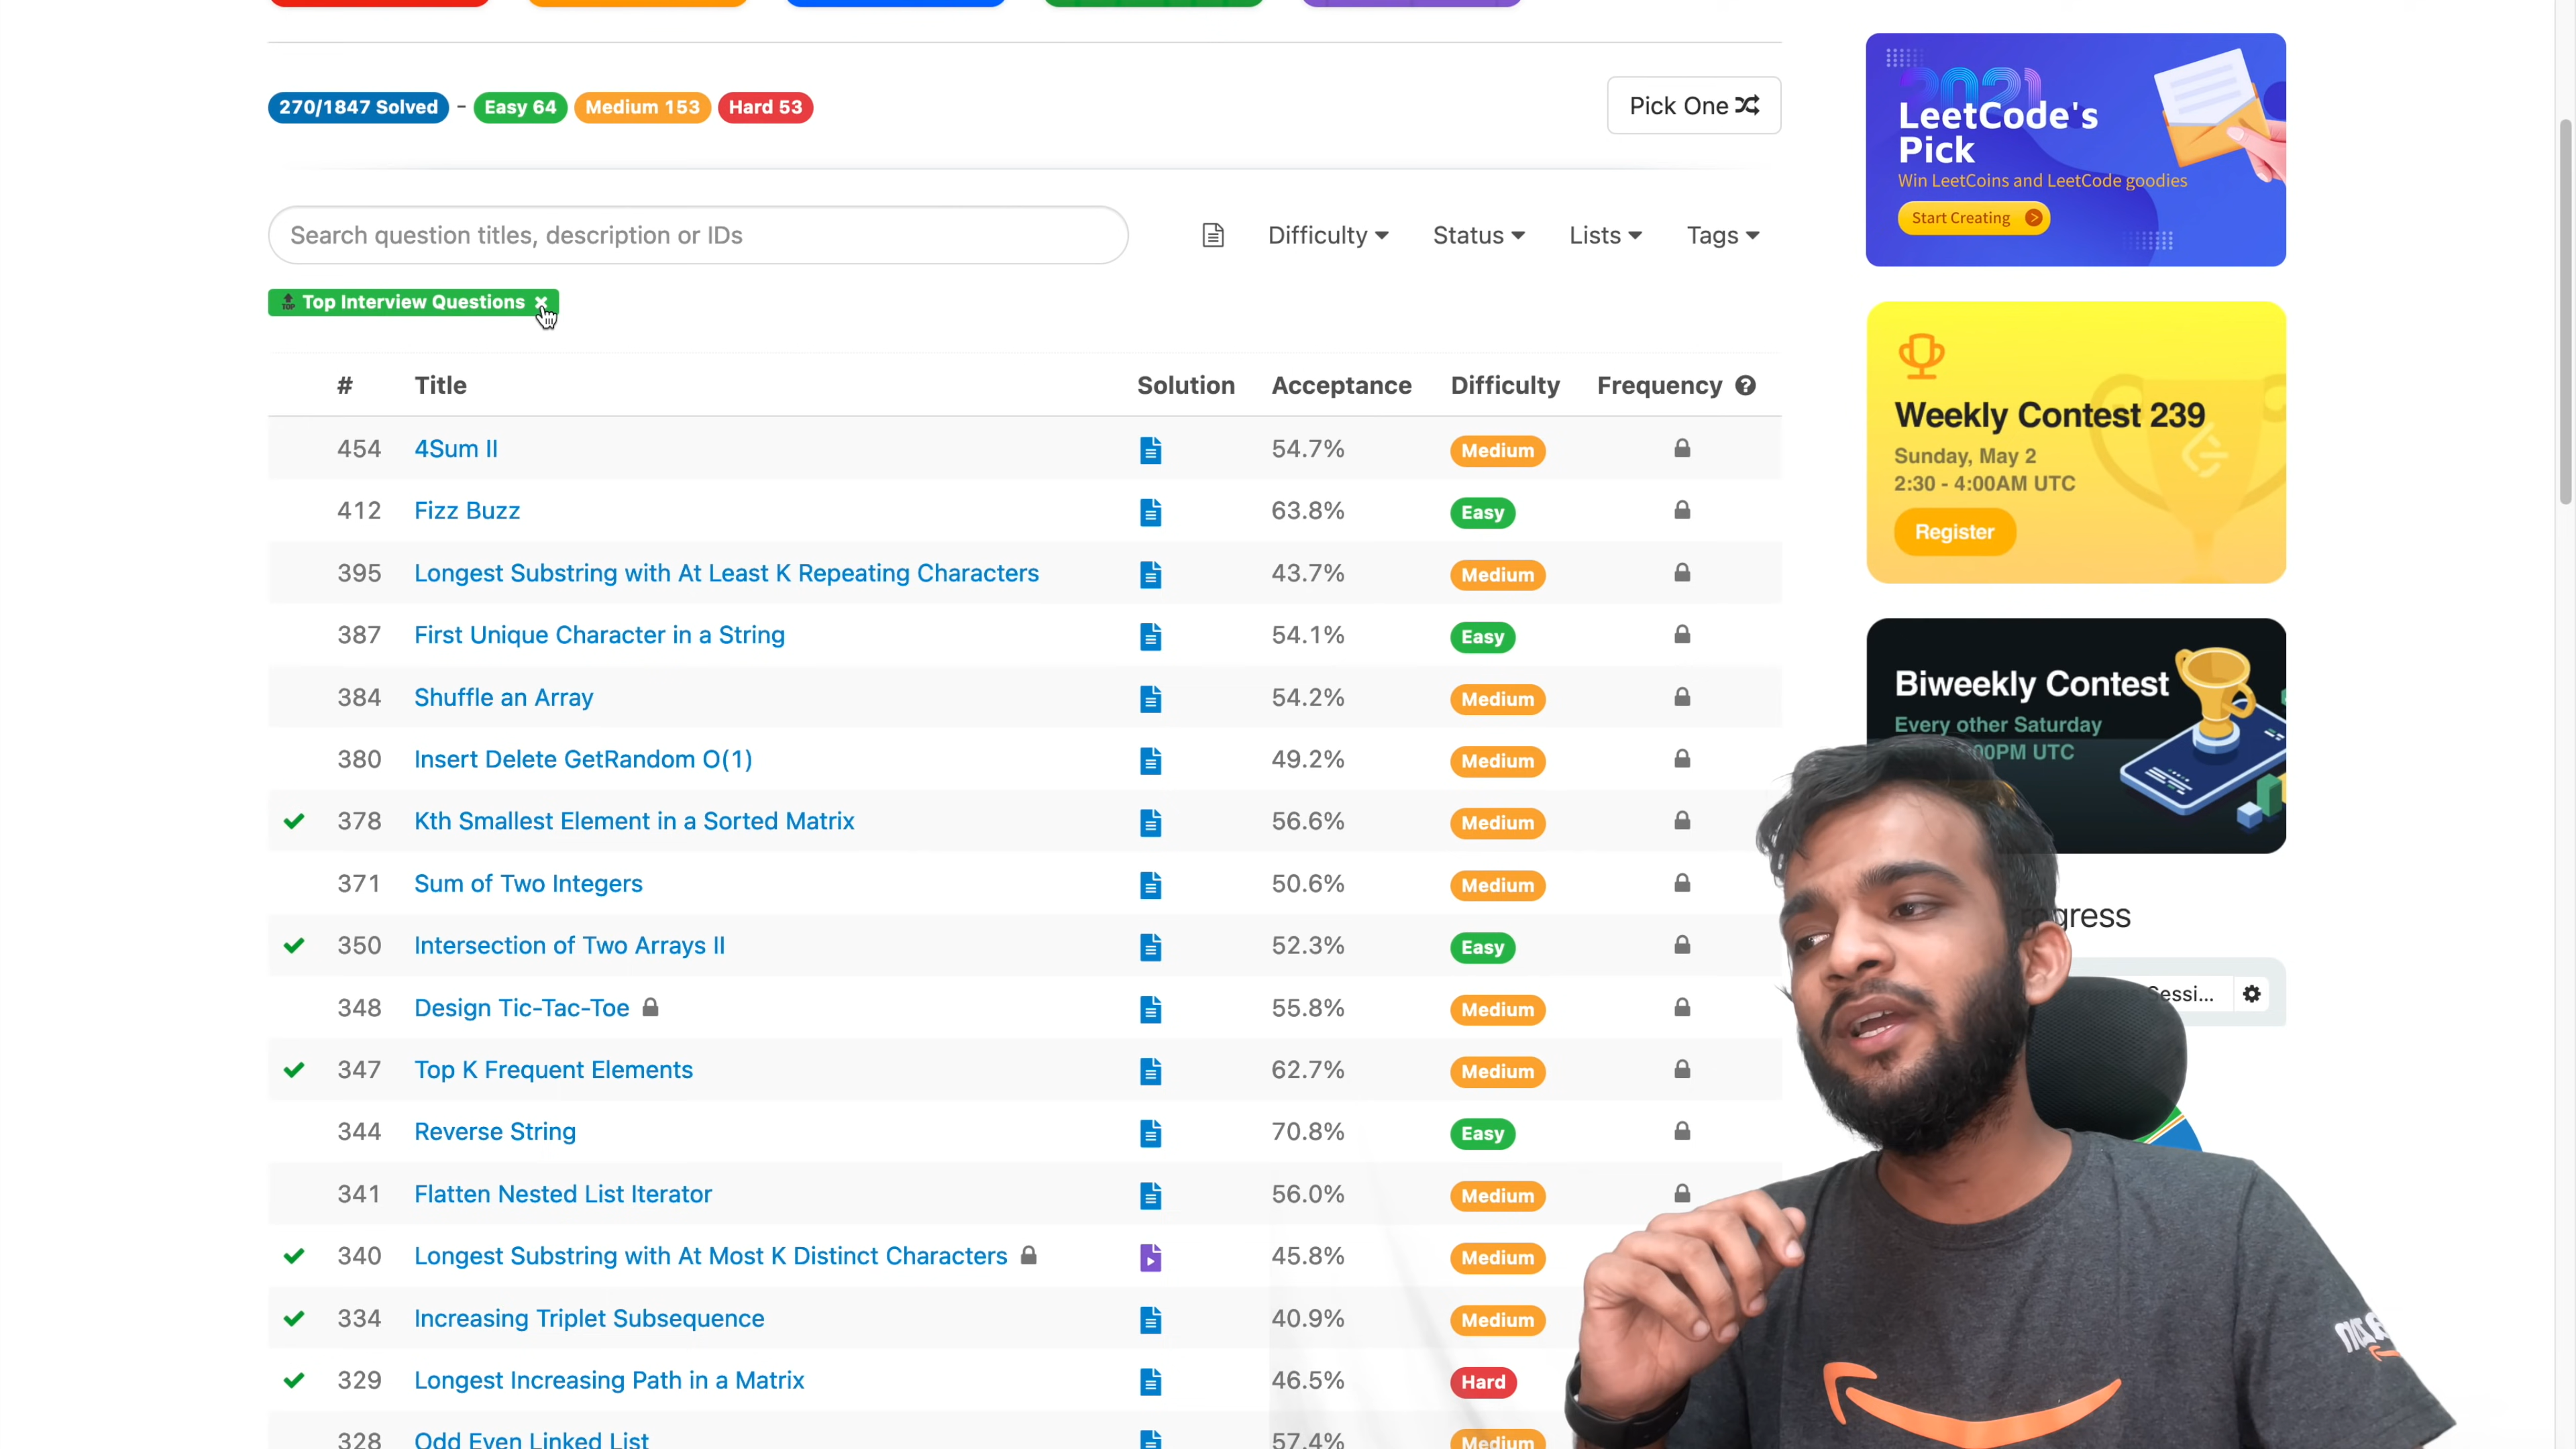 270/1847 Solved - Easy 64 Medium 153 Hard 53
Pick One
Search question titles, description or IDs
Difficulty Status Lists Tags
TOP Top Interview Questions ×
# Title Solution Acceptance Difficulty Frequency ?
454 4Sum II 54.7% Medium
412 Fizz Buzz 63.8% Easy
395 Longest Substring with At Least K Repeating Characters 43.7% Medium
387 First Unique Character in a String 54.1% Easy
384 Shuffle an Array 54.2% Medium
380 Insert Delete GetRandom O(1) 49.2% Medium
378 Kth Smallest Element in a Sorted Matrix 56.6% Medium
371 Sum of Two Integers 50.6% Medium
350 Intersection of Two Arrays II 52.3% Easy
348 Design Tic-Tac-Toe 55.8% Medium
347 Top K Frequent Elements 62.7% Medium
344 Reverse String 70.8% Easy
341 Flatten Nested List Iterator 56.0% Medium
340 Longest Substring with At Most K Distinct Characters 45.8% Medium
334 Increasing Triplet Subsequence 40.9% Medium
329 Longest Increasing Path in a Matrix 46.5% Hard
328 Odd Even Linked List 57.4% Medium
2021
LeetCode's
Pick
Win LeetCoins and LeetCode goodies
Start Creating
Weekly Contest 239
Sunday, May 2
2:30 - 4:00AM UTC
Register
Biweekly Contest
Every other Saturday
00PM UTC
gress
Sessi...